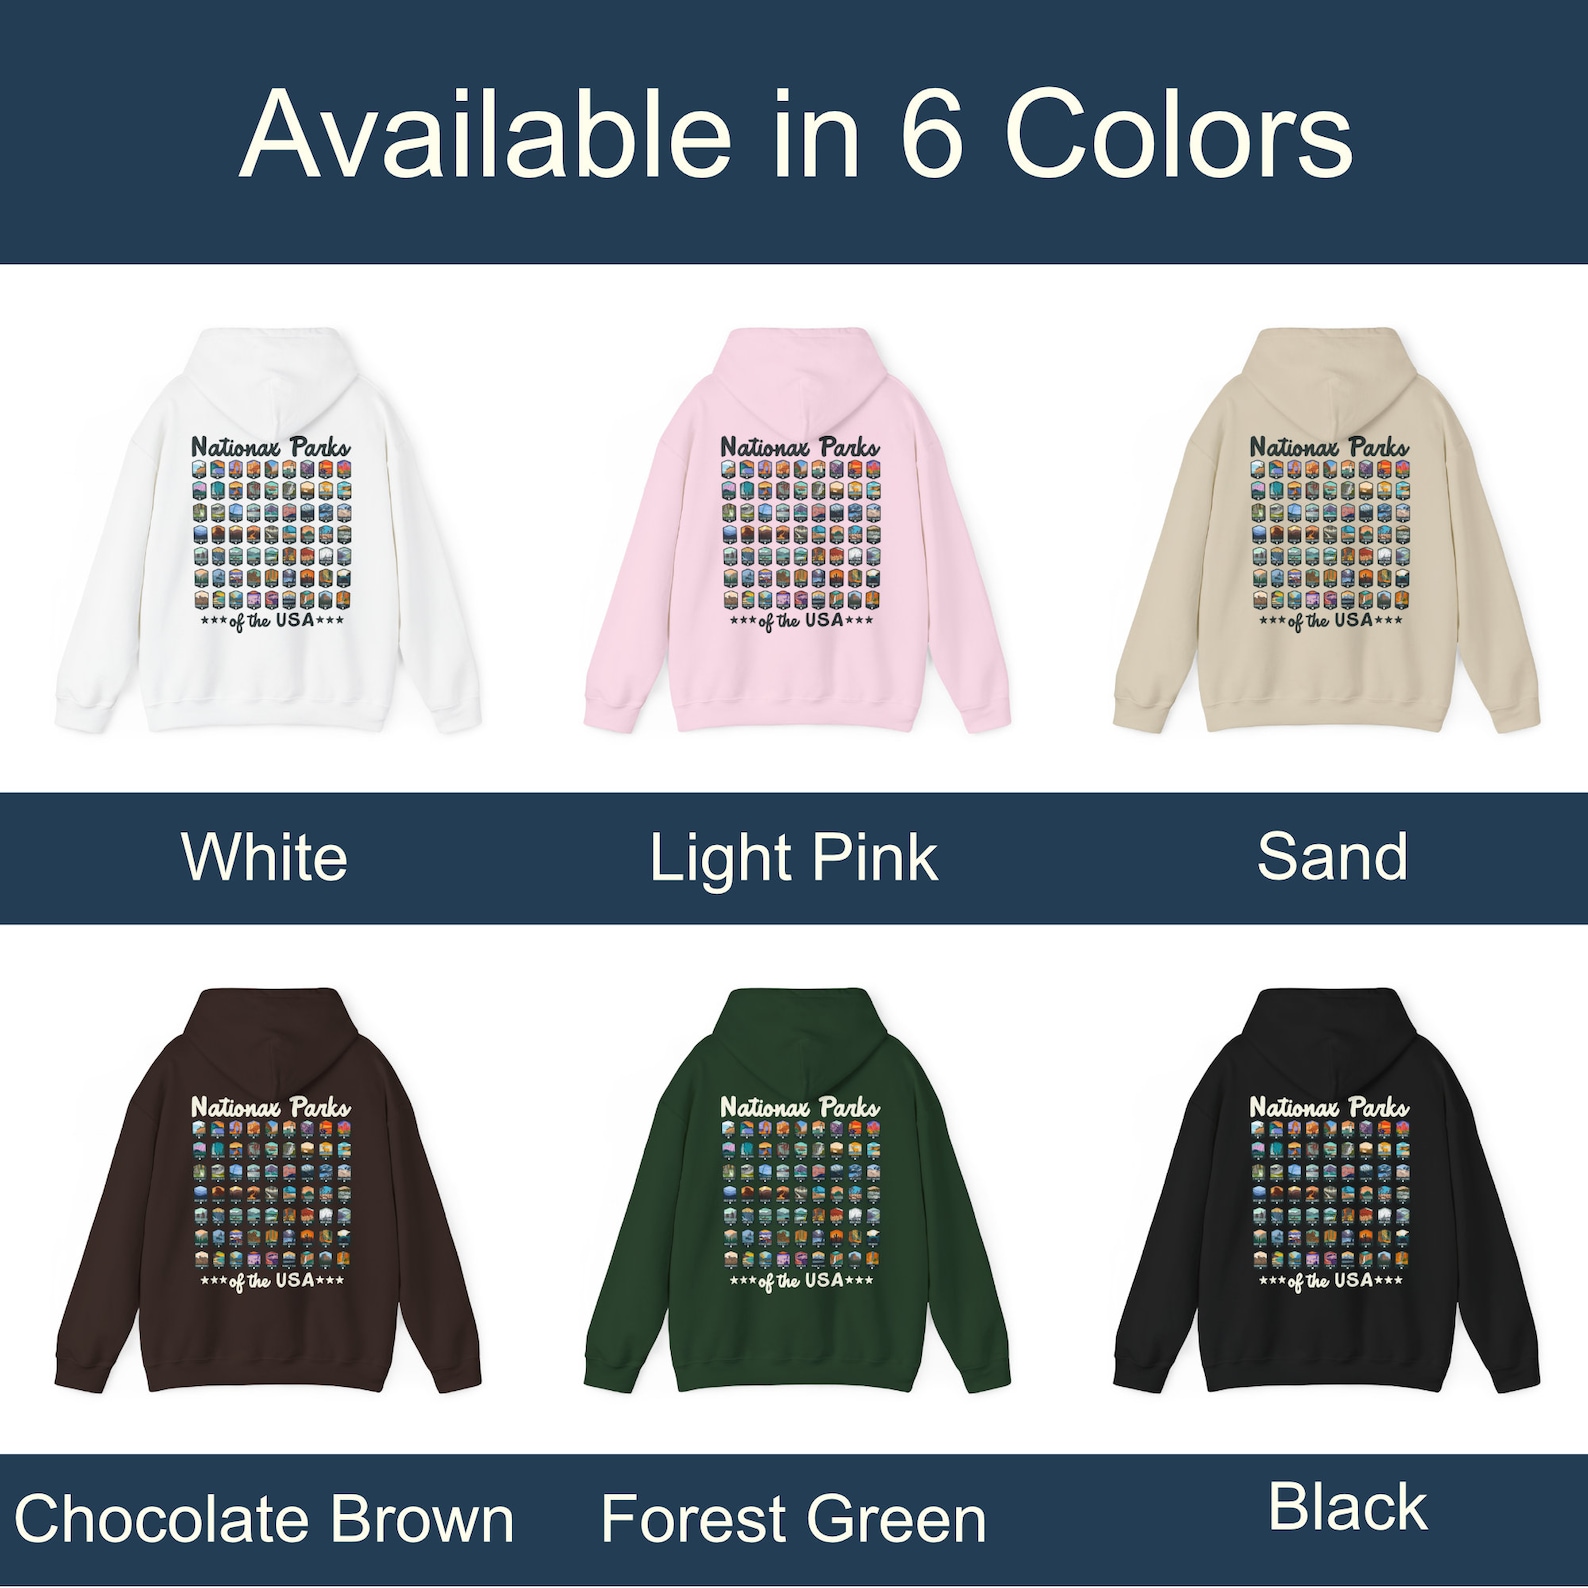 Available in 6 Colors
National Parks
of the USA
National Parks
of the USA
National Parks
of the USA
White
Light Pink
Sand
National Parks
of the USA
National Parks
of the USA
National Parks
of the USA
Chocolate Brown
Forest Green
Black